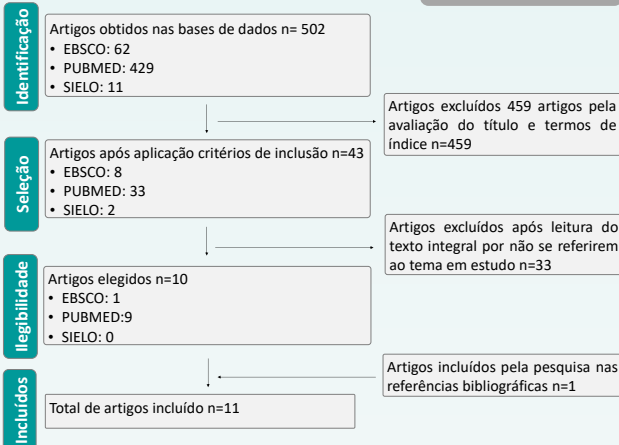 Identificação
Artigos obtidos nas bases de dados n= 502
• EBSCO: 62
• PUBMED: 429
• SIELO: 11
Artigos excluídos 459 artigos pela
avaliação do título e termos de
índice n=459
Seleção
Artigos após aplicação critérios de inclusão n=43
• EBSCO: 8
• PUBMED: 33
• SIELO: 2
Artigos excluídos após leitura do
texto integral por não se referirem
ao tema em estudo n=33
Ilegibilidade
Artigos elegidos n=10
• EBSCO: 1
• PUBMED:9
• SIELO: 0
Artigos incluídos pela pesquisa nas
referências bibliográficas n=1
Incluídos
Total de artigos incluído n=11